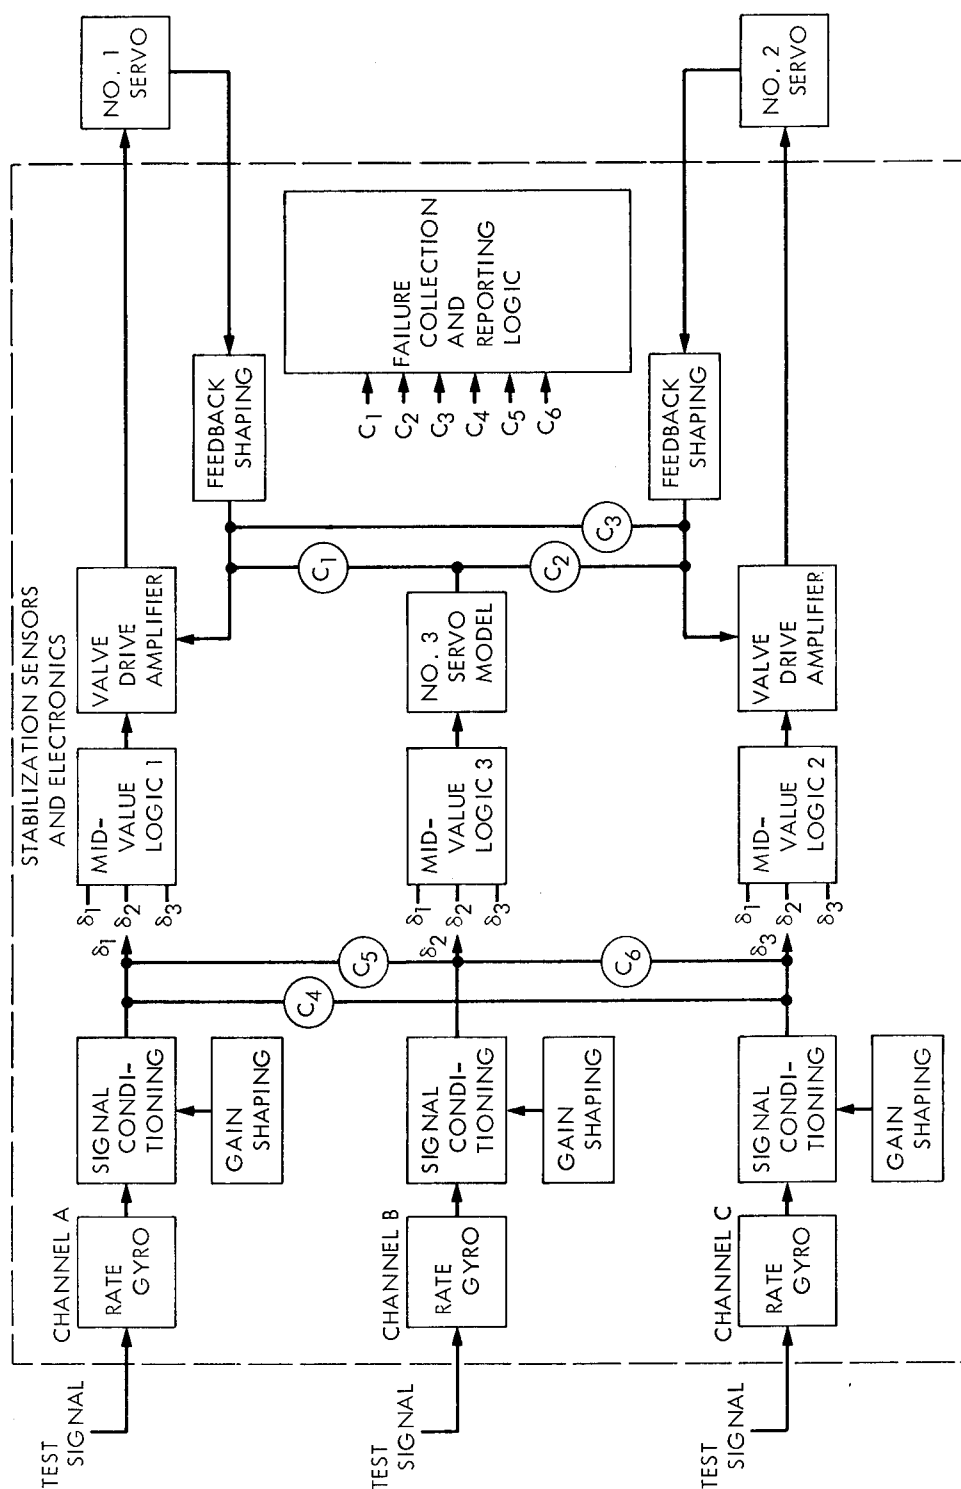 STABILIZATION SENSORS
AND ELECTRONICS
TEST
SIGNAL
CHANNEL A
RATE
GYRO
SIGNAL
CONDI-
TIONING
GAIN
SHAPING
δ1
δ1
δ2
δ3
MID-
VALUE
LOGIC 1
VALVE
DRIVE
AMPLIFIER
NO. 1
SERVO
FEEDBACK
SHAPING
C4
C5
C1
TEST
SIGNAL
CHANNEL B
RATE
GYRO
SIGNAL
CONDI-
TIONING
GAIN
SHAPING
δ2
δ1
δ2
δ3
MID-
VALUE
LOGIC 3
NO. 3
SERVO
MODEL
C1
C2
C3
C4
C5
C6
FAILURE
COLLECTION
AND
REPORTING
LOGIC
C6
C2
C3
TEST
SIGNAL
CHANNEL C
RATE
GYRO
SIGNAL
CONDI-
TIONING
GAIN
SHAPING
δ3
δ1
δ2
δ3
MID-
VALUE
LOGIC 2
VALVE
DRIVE
AMPLIFIER
FEEDBACK
SHAPING
NO. 2
SERVO